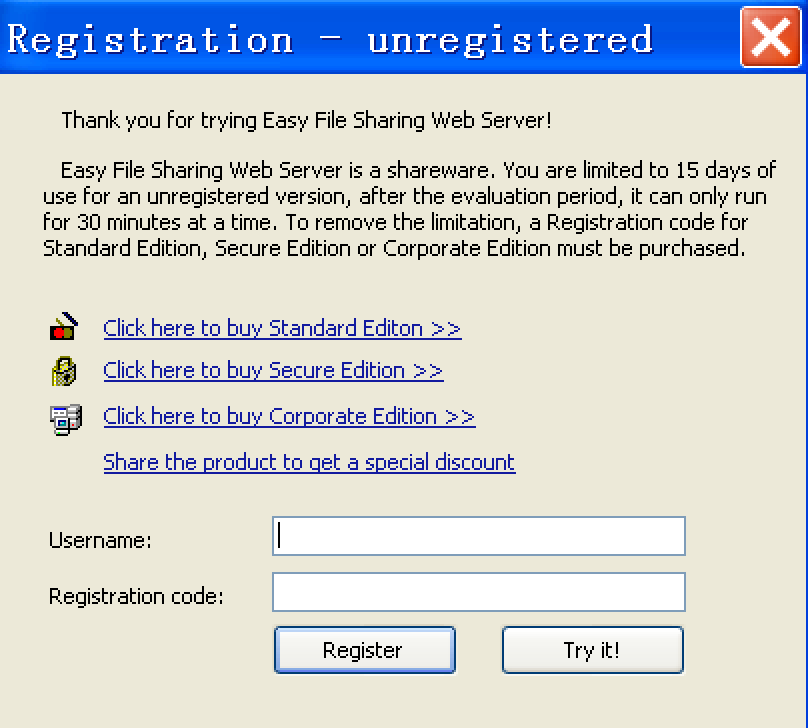 Registration - unregistered
Thank you for trying Easy File Sharing Web Server!
Easy File Sharing Web Server is a shareware. You are limited to 15 days of
use for an unregistered version, after the evaluation period, it can only run
for 30 minutes at a time. To remove the limitation, a Registration code for
Standard Edition, Secure Edition or Corporate Edition must be purchased.
Click here to buy Standard Editon >>
Click here to buy Secure Edition >>
Click here to buy Corporate Edition >>
Share the product to get a special discount
Username:
Registration code:
Register Try it!